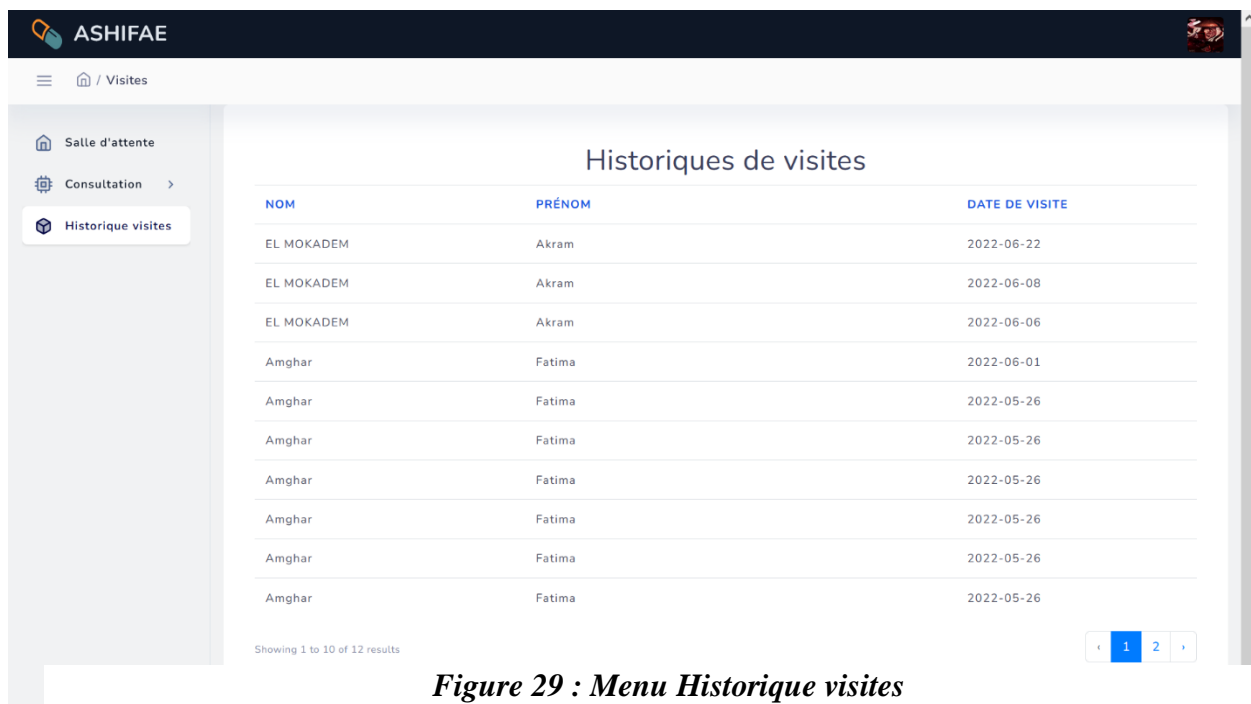 ASHIFAE
/ Visites
Salle d'attente
Consultation >
Historique visites
Historiques de visites
NOM PRÉNOM DATE DE VISITE
EL MOKADEM Akram 2022-06-22
EL MOKADEM Akram 2022-06-08
EL MOKADEM Akram 2022-06-06
Amghar Fatima 2022-06-01
Amghar Fatima 2022-05-26
Amghar Fatima 2022-05-26
Amghar Fatima 2022-05-26
Amghar Fatima 2022-05-26
Amghar Fatima 2022-05-26
Amghar Fatima 2022-05-26
Showing 1 to 10 of 12 results ‹ 1 2 ›
Figure 29 : Menu Historique visites